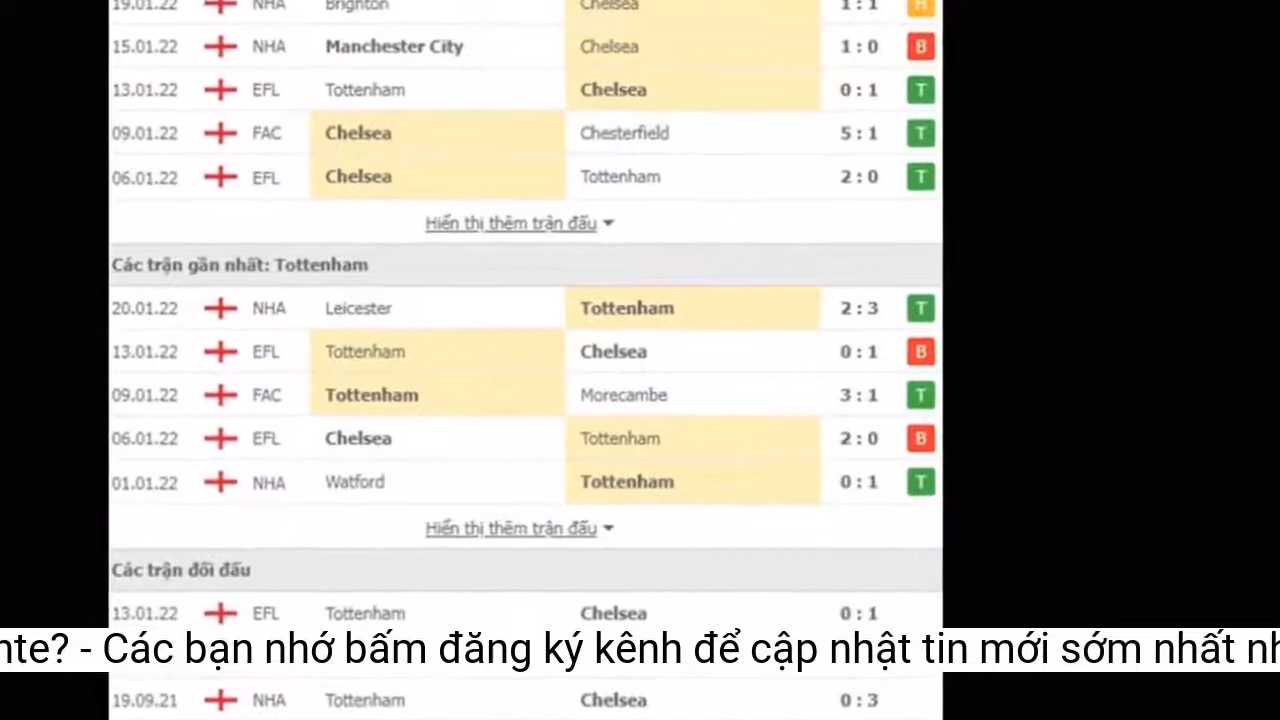 19.01.22 NHA Brighton Chelsea 1 : 1 H
15.01.22 NHA Manchester City Chelsea 1 : 0 B
13.01.22 EFL Tottenham Chelsea 0 : 1 T
09.01.22 FAC Chelsea Chesterfield 5 : 1 T
06.01.22 EFL Chelsea Tottenham 2 : 0 T
Hiển thị thêm trận đấu
Các trận gần nhất: Tottenham
20.01.22 NHA Leicester Tottenham 2 : 3 T
13.01.22 EFL Tottenham Chelsea 0 : 1 B
09.01.22 FAC Tottenham Morecambe 3 : 1 T
06.01.22 EFL Chelsea Tottenham 2 : 0 B
01.01.22 NHA Watford Tottenham 0 : 1 T
Hiển thị thêm trận đấu
Các trận đối đấu
13.01.22 EFL Tottenham Chelsea 0 : 1
nte? - Các bạn nhớ bấm đăng ký kênh để cập nhật tin mới sớm nhất nh
19.09.21 NHA Tottenham Chelsea 0 : 3